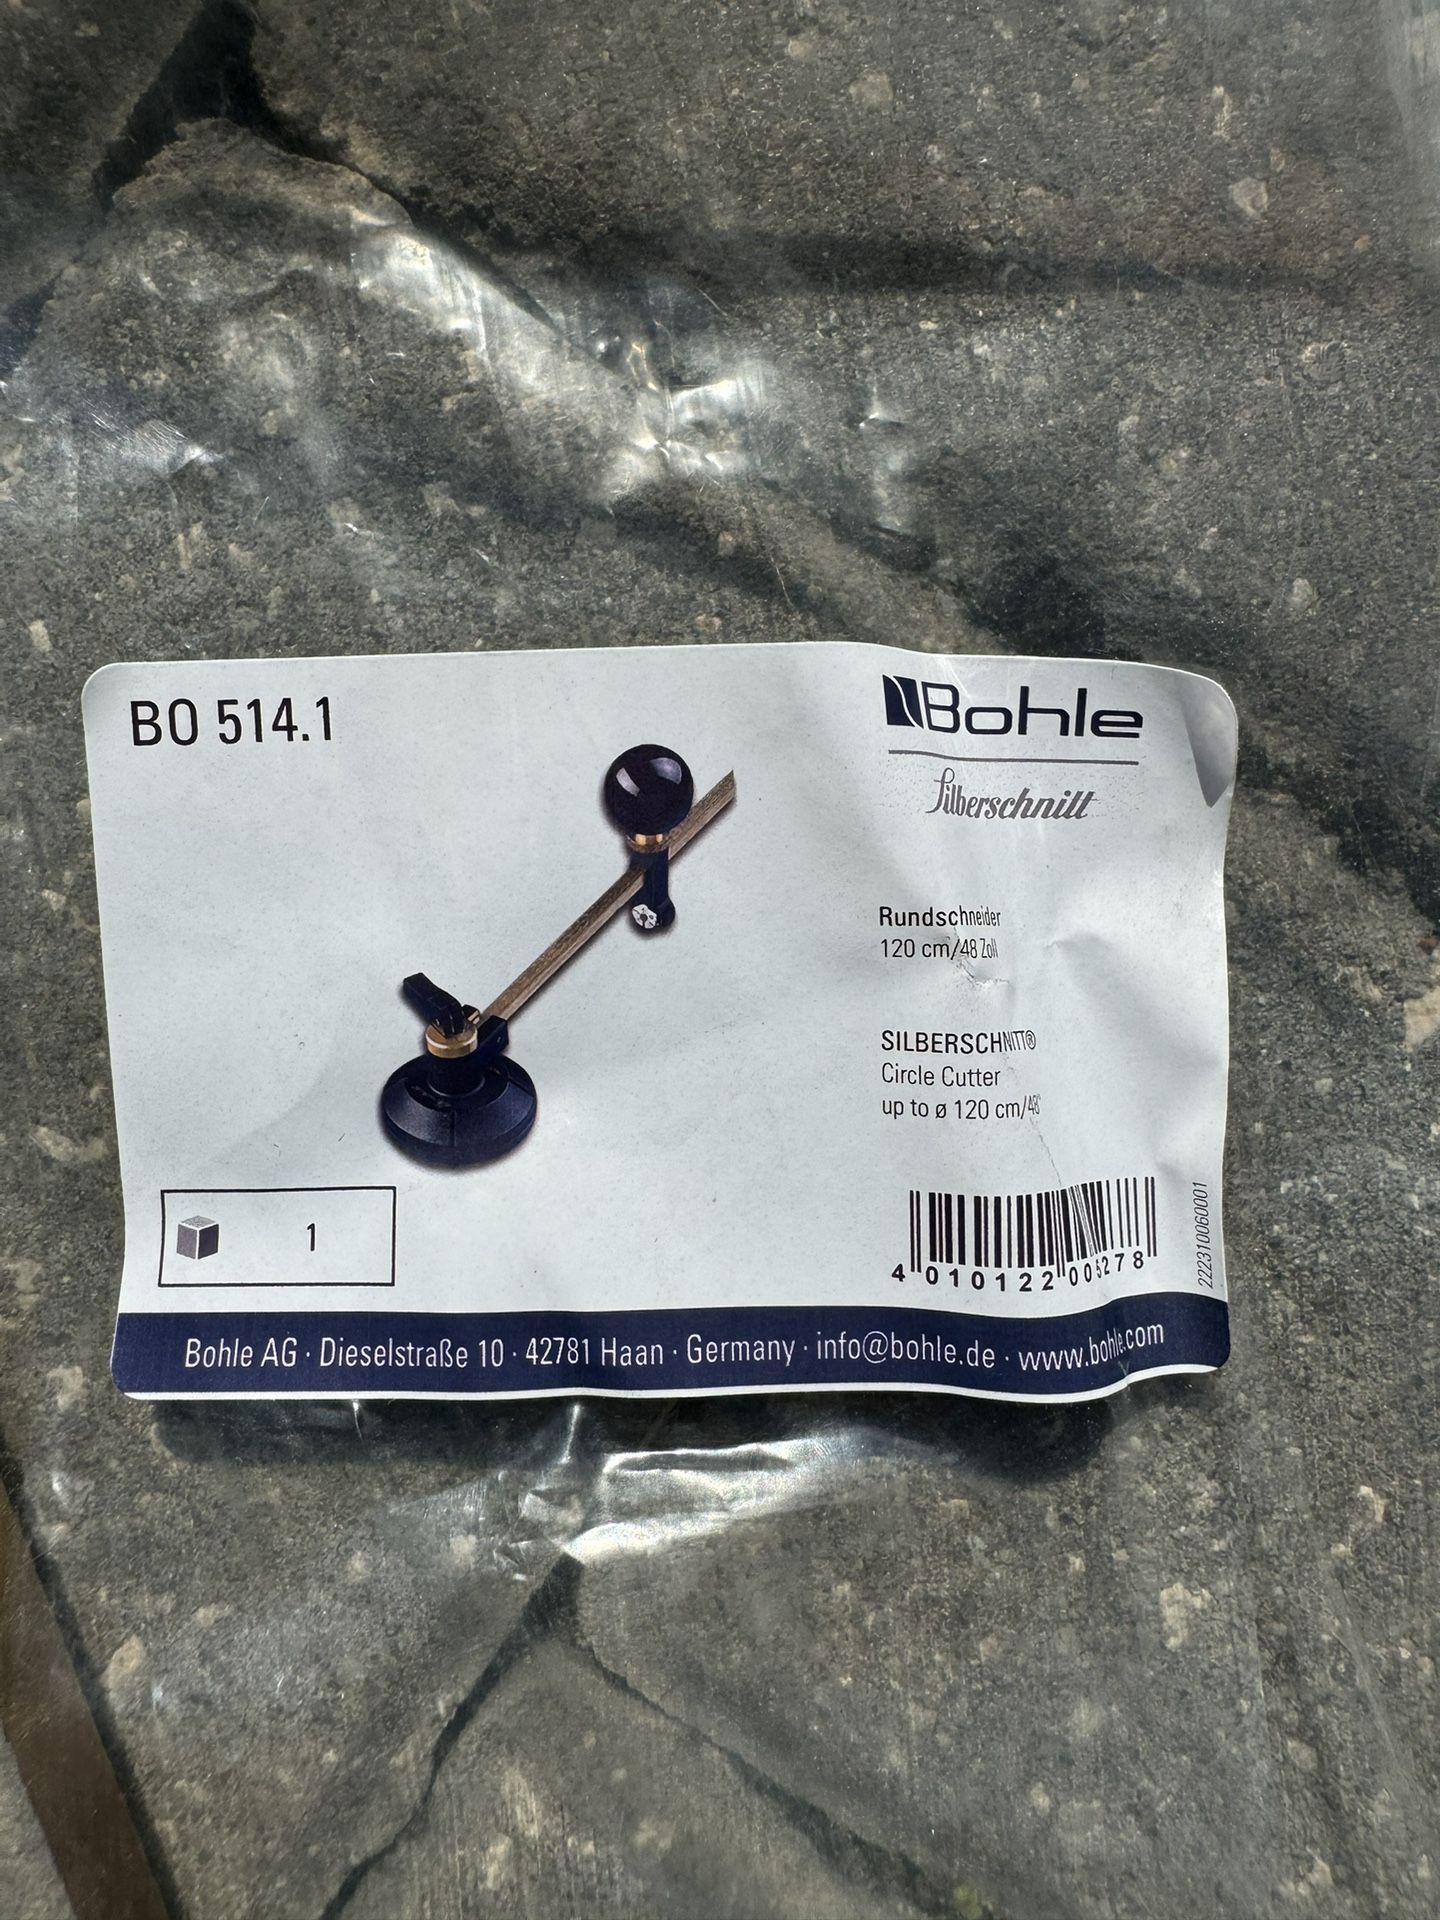 BO 514.1
Bohle
Silberschnitt
Rundschneider
120 cm/48 Zoll
SILBERSCHNITT®
Circle Cutter
up to ø 120 cm/48"
1
4 010122 005278
222310060001
Bohle AG · Dieselstraße 10 · 42781 Haan · Germany · info@bohle.de · www.bohle.com